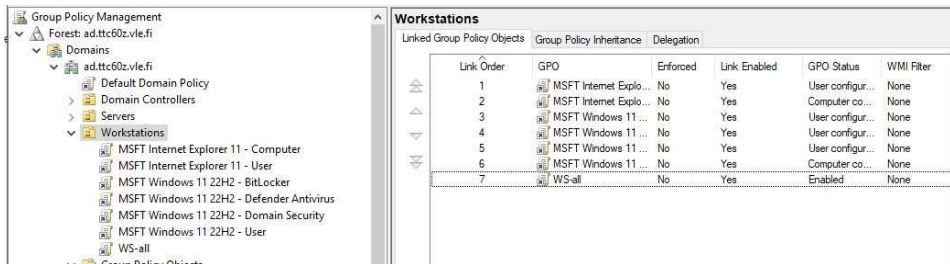 Group Policy Management
Forest: ad.ttc60z.vle.fi
Domains
ad.ttc60z.vle.fi
Default Domain Policy
Domain Controllers
Servers
Workstations
MSFT Internet Explorer 11 - Computer
MSFT Internet Explorer 11 - User
MSFT Windows 11 22H2 - BitLocker
MSFT Windows 11 22H2 - Defender Antivirus
MSFT Windows 11 22H2 - Domain Security
MSFT Windows 11 22H2 - User
WS-all
Group Policy Objects
Workstations
Linked Group Policy Objects Group Policy Inheritance Delegation
Link Order GPO Enforced Link Enabled GPO Status WMI Filter
1 MSFT Internet Explo... No Yes User configur... None
2 MSFT Internet Explo... No Yes Computer co... None
3 MSFT Windows 11 ... No Yes User configur... None
4 MSFT Windows 11 ... No Yes User configur... None
5 MSFT Windows 11 ... No Yes User configur... None
6 MSFT Windows 11 ... No Yes Computer co... None
7 WS-all No Yes Enabled None